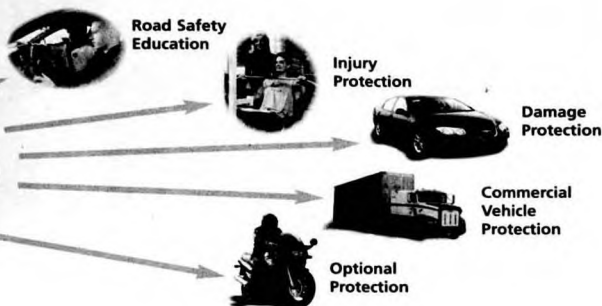 Road Safety
Education
Injury
Protection
Damage
Protection
Commercial
Vehicle
Protection
Optional
Protection